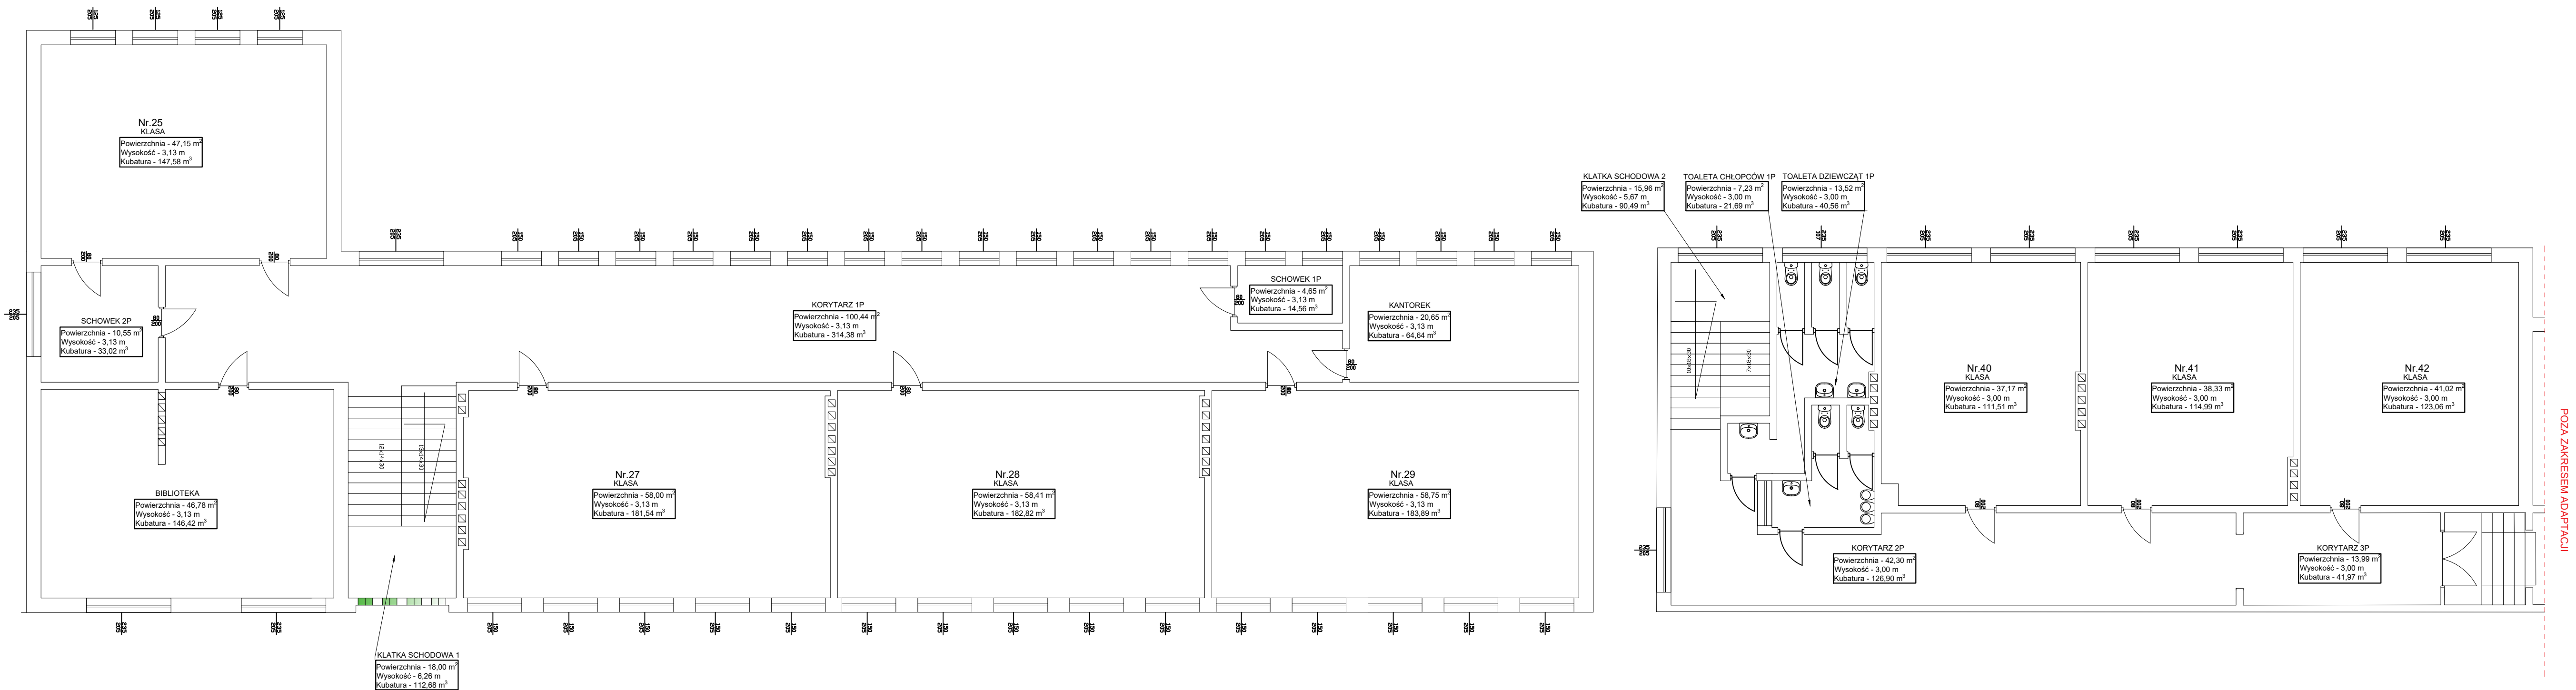 Nr.25
KLASA
Powierzchnia - 47,15 m²
Wysokość - 3,13 m
Kubatura - 147,58 m³
SCHOWEK 2P
Powierzchnia - 10,55 m²
Wysokość - 3,13 m
Kubatura - 33,02 m³
BIBLIOTEKA
Powierzchnia - 46,78 m²
Wysokość - 3,13 m
Kubatura - 146,42 m³
12x14x30
13x14x30
KLATKA SCHODOWA 1
Powierzchnia - 18,00 m²
Wysokość - 6,26 m
Kubatura - 112,68 m³
KORYTARZ 1P
Powierzchnia - 100,44 m²
Wysokość - 3,13 m
Kubatura - 314,38 m³
SCHOWEK 1P
Powierzchnia - 4,65 m²
Wysokość - 3,13 m
Kubatura - 14,56 m³
KANTOREK
Powierzchnia - 20,65 m²
Wysokość - 3,13 m
Kubatura - 64,64 m³
Nr.27
KLASA
Powierzchnia - 58,00 m²
Wysokość - 3,13 m
Kubatura - 181,54 m³
Nr.28
KLASA
Powierzchnia - 58,41 m²
Wysokość - 3,13 m
Kubatura - 182,82 m³
Nr.29
KLASA
Powierzchnia - 58,75 m²
Wysokość - 3,13 m
Kubatura - 183,89 m³
KLATKA SCHODOWA 2
Powierzchnia - 15,96 m²
Wysokość - 5,67 m
Kubatura - 90,49 m³
TOALETA CHŁOPCÓW 1P
Powierzchnia - 7,23 m²
Wysokość - 3,00 m
Kubatura - 21,69 m³
TOALETA DZIEWCZĄT 1P
Powierzchnia - 13,52 m²
Wysokość - 3,00 m
Kubatura - 40,56 m³
10x18x30
7x18x30
Nr.40
KLASA
Powierzchnia - 37,17 m²
Wysokość - 3,00 m
Kubatura - 111,51 m³
Nr.41
KLASA
Powierzchnia - 38,33 m²
Wysokość - 3,00 m
Kubatura - 114,99 m³
Nr.42
KLASA
Powierzchnia - 41,02 m²
Wysokość - 3,00 m
Kubatura - 123,06 m³
KORYTARZ 2P
Powierzchnia - 42,30 m²
Wysokość - 3,00 m
Kubatura - 126,90 m³
KORYTARZ 3P
Powierzchnia - 13,99 m²
Wysokość - 3,00 m
Kubatura - 41,97 m³
POZA ZAKRESEM ADAPTACJI